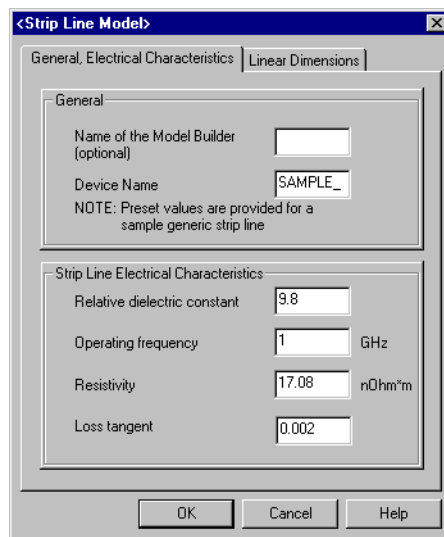 <Strip Line Model>
General, Electrical Characteristics
Linear Dimensions
General
Name of the Model Builder
(optional)
Device Name
SAMPLE_
NOTE: Preset values are provided for a
sample generic strip line
Strip Line Electrical Characteristics
Relative dielectric constant
9.8
Operating frequency
1
GHz
Resistivity
17.08
nOhm*m
Loss tangent
0.002
OK
Cancel
Help